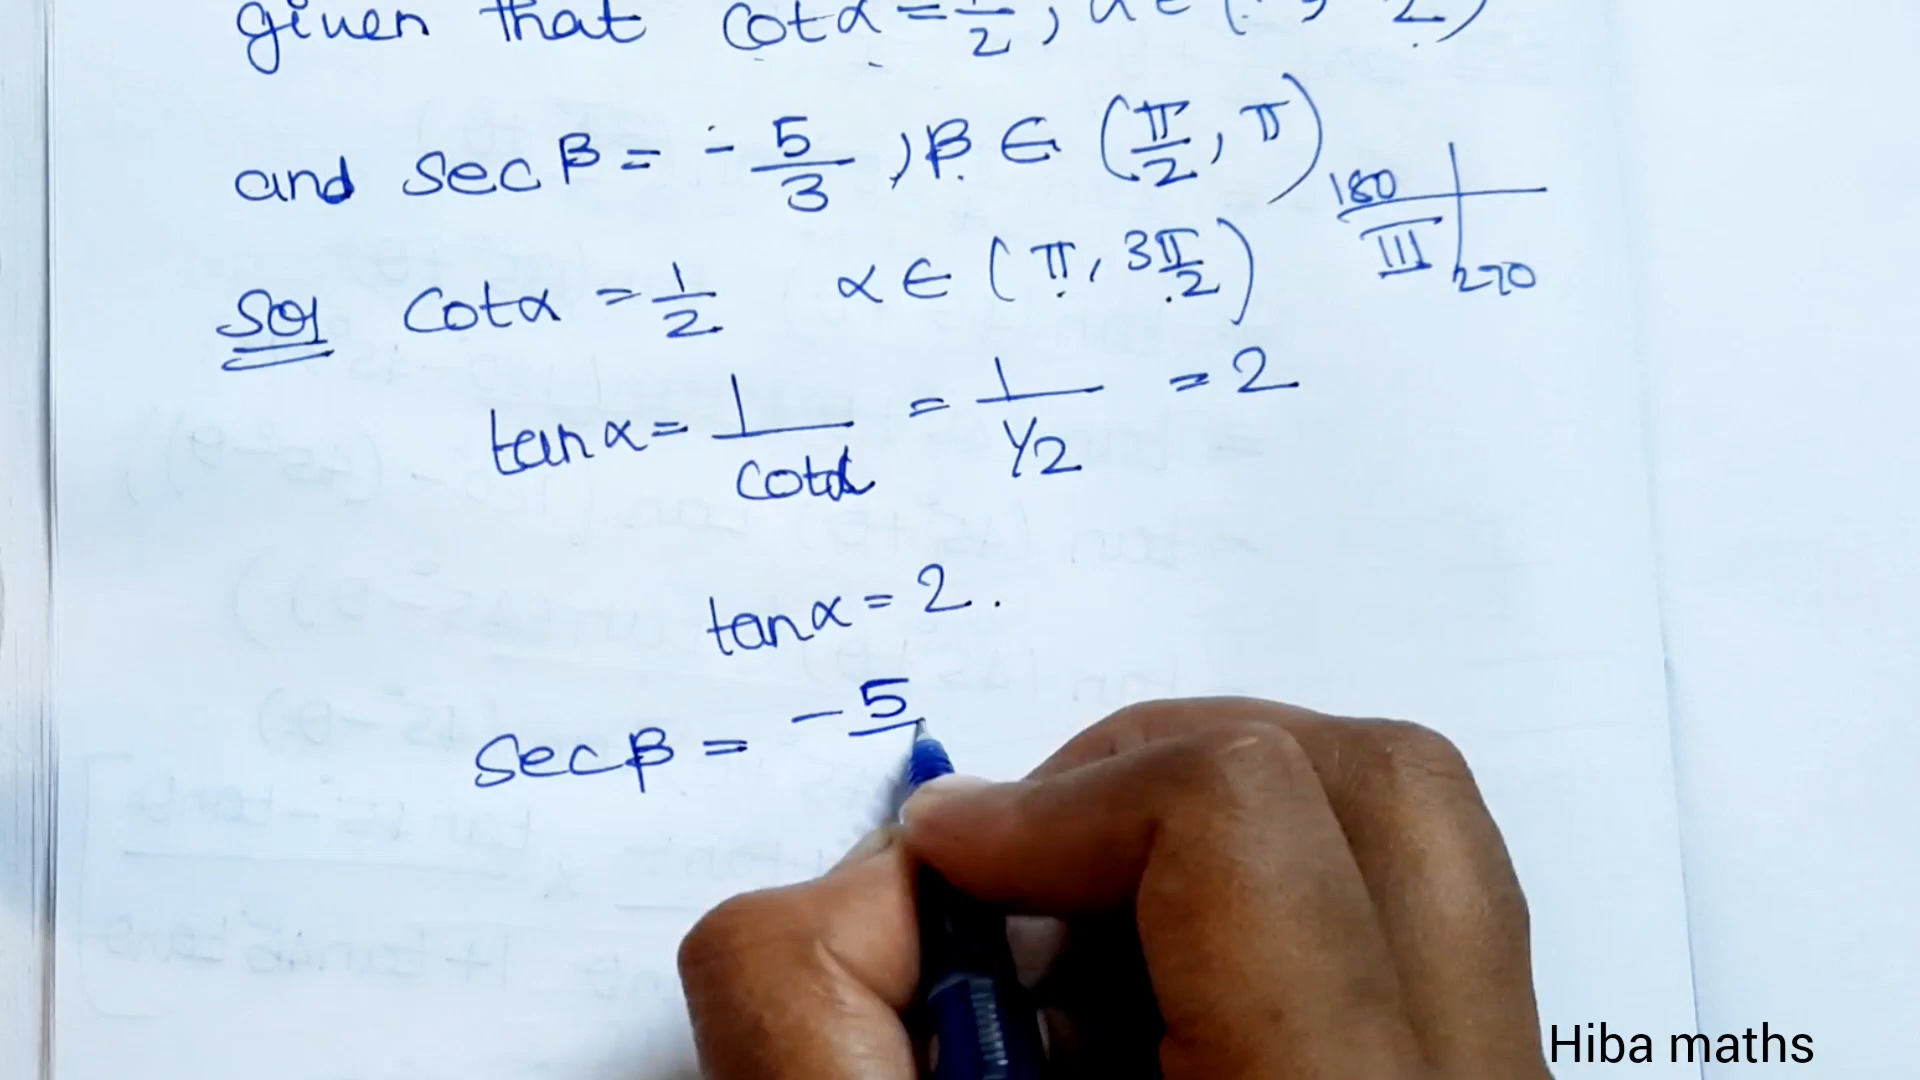 given that cotα = 1/2, α ∈ (
and secβ = -5/3, β ∈ (π/2, π)
180
III
270
Sol cotα = 1/2 α ∈ (π, 3π/2)
tanα = 1/cotα = 1/1/2 = 2
tanα = 2.
secβ = -5
Hiba maths